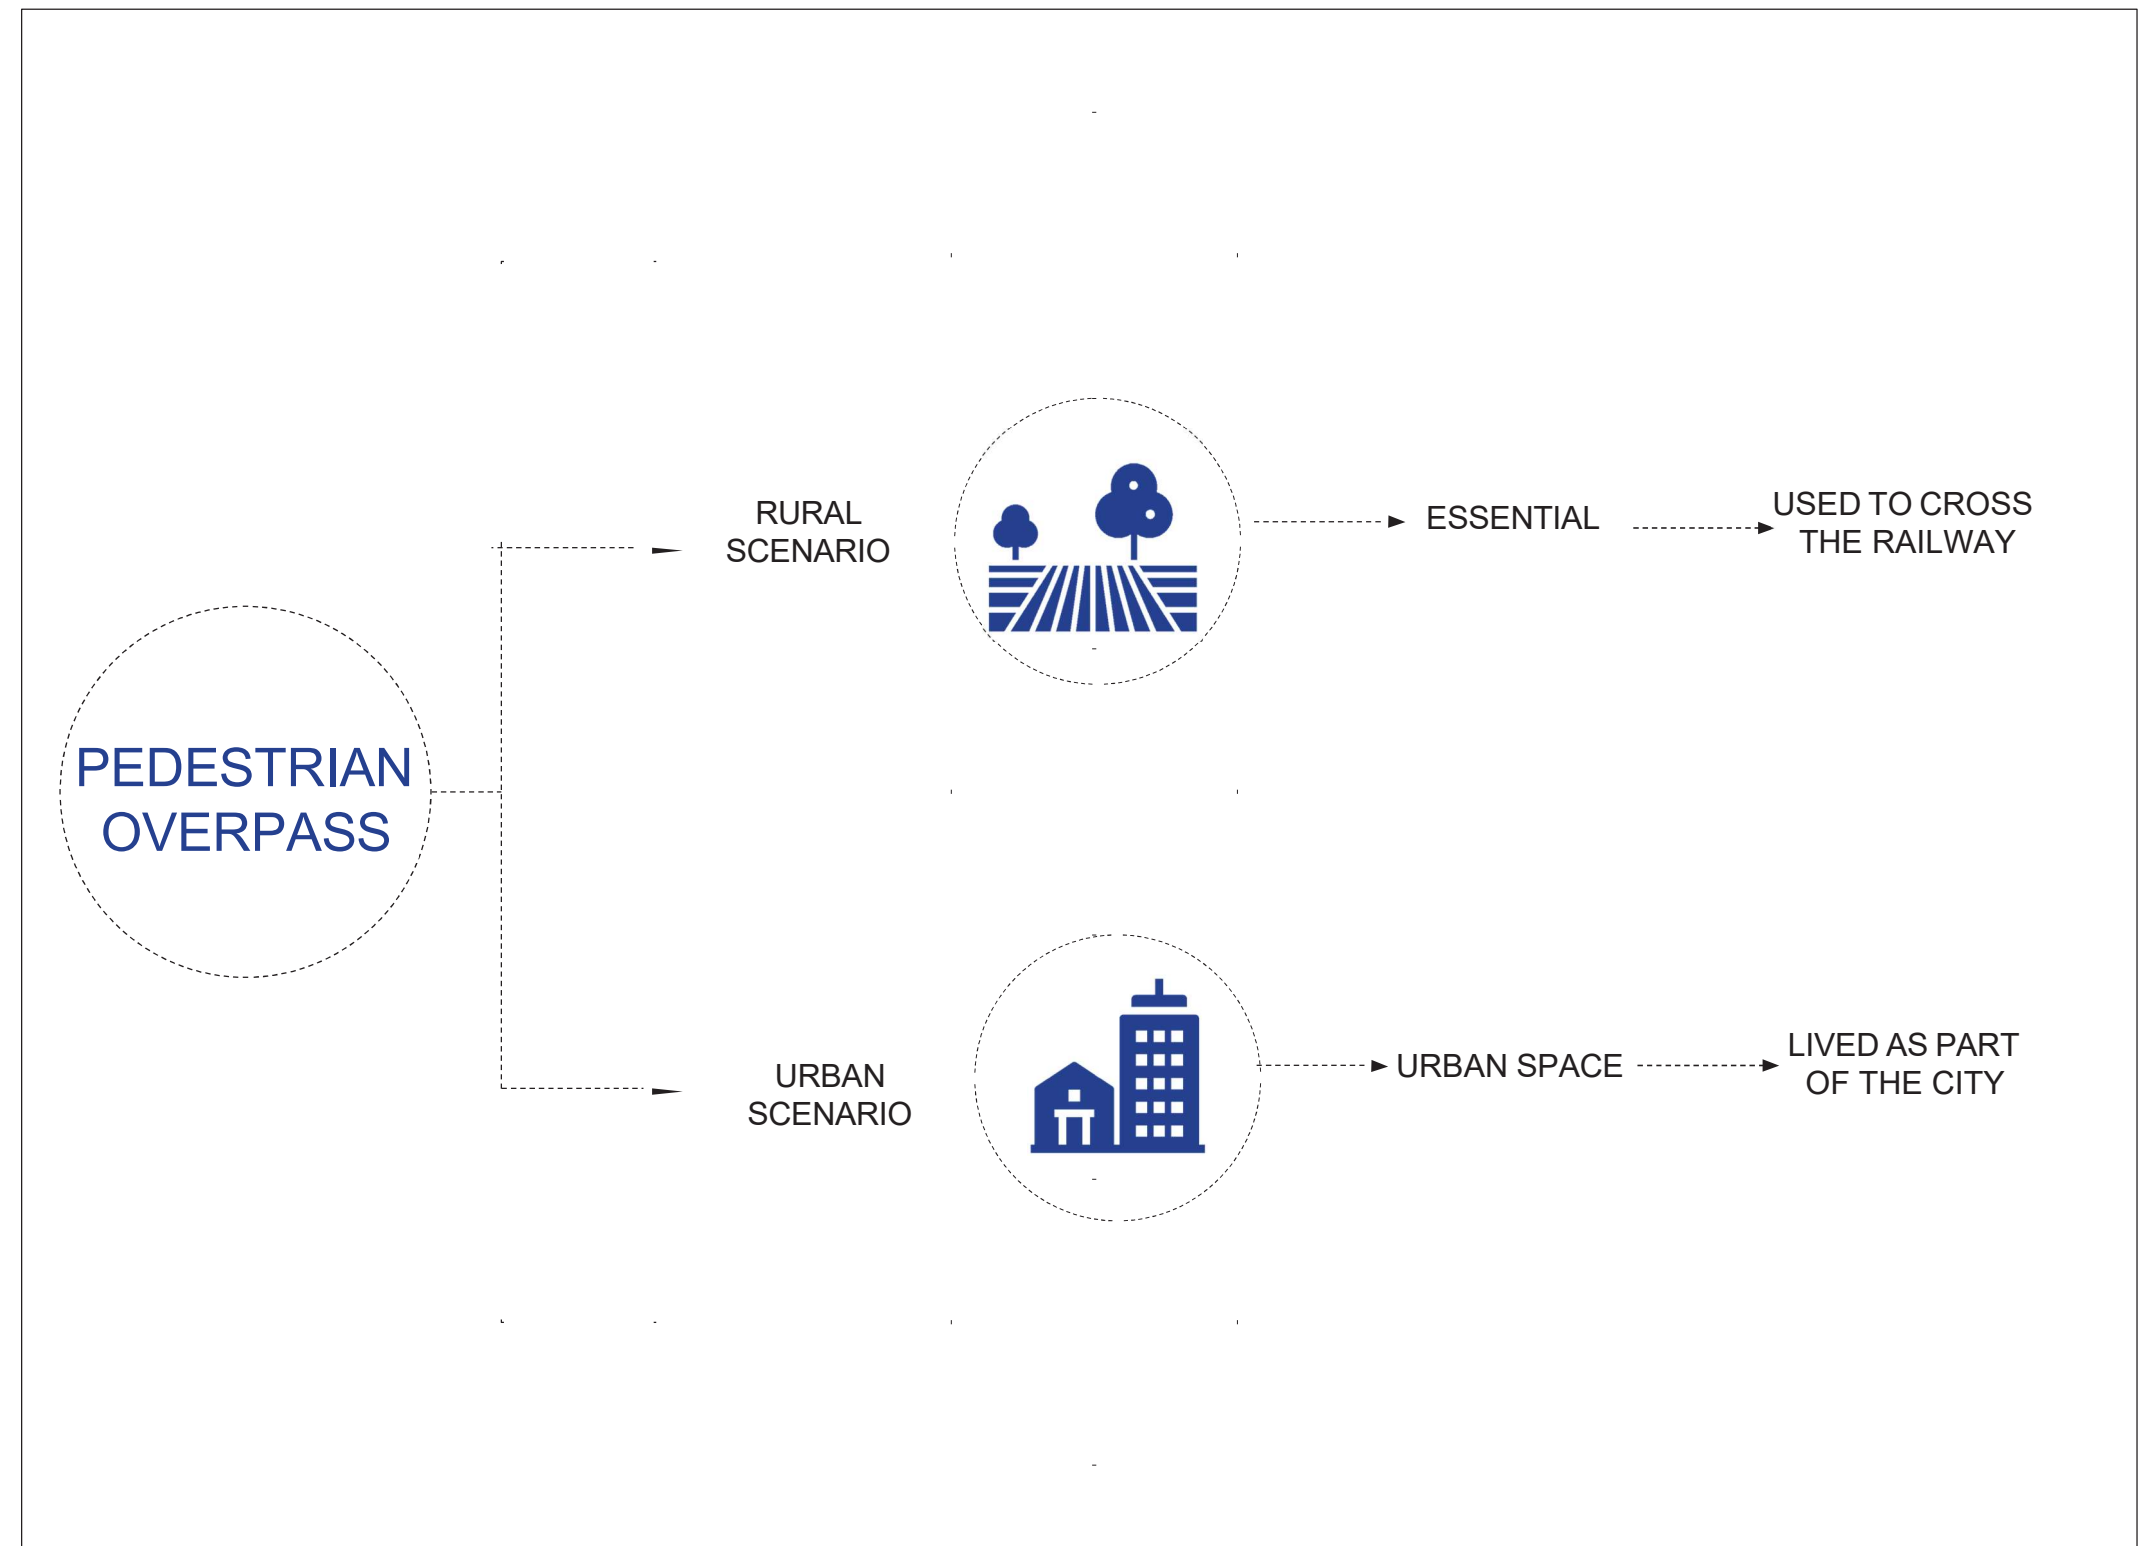 PEDESTRIAN
OVERPASS
RURAL
SCENARIO
ESSENTIAL
USED TO CROSS
THE RAILWAY
URBAN
SCENARIO
URBAN SPACE
LIVED AS PART
OF THE CITY